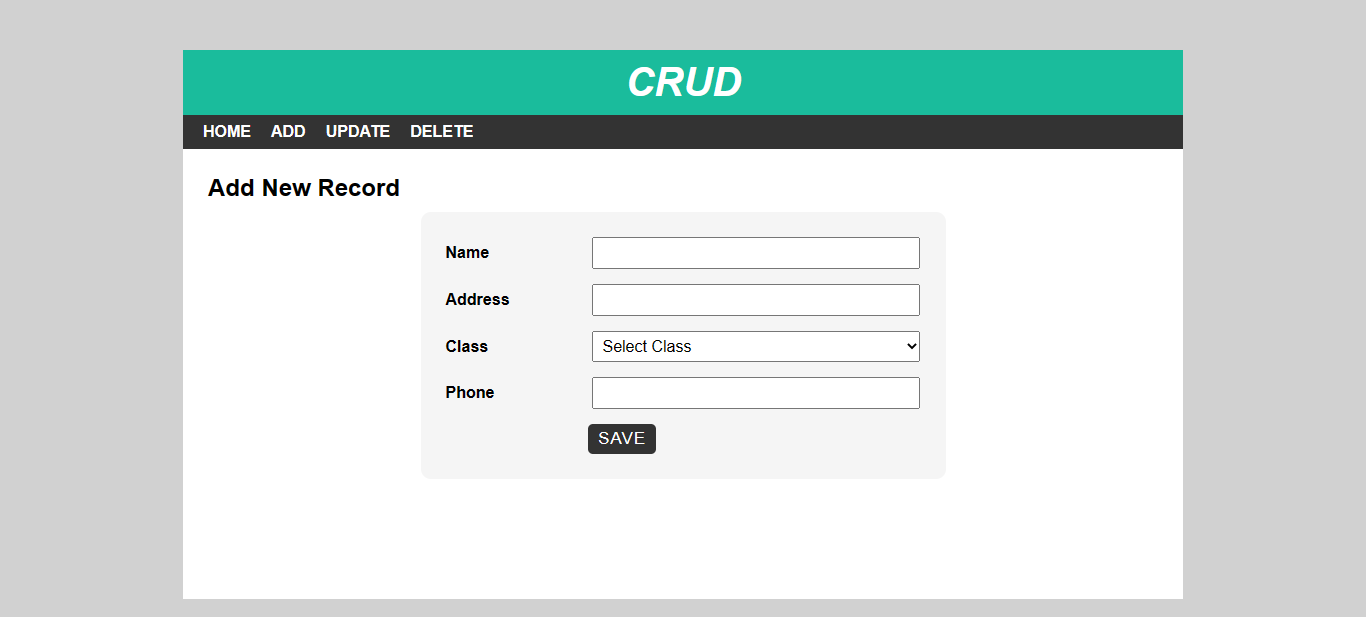 CRUD
HOME ADD UPDATE DELETE
Add New Record
Name
Address
Class Select Class
Phone
SAVE